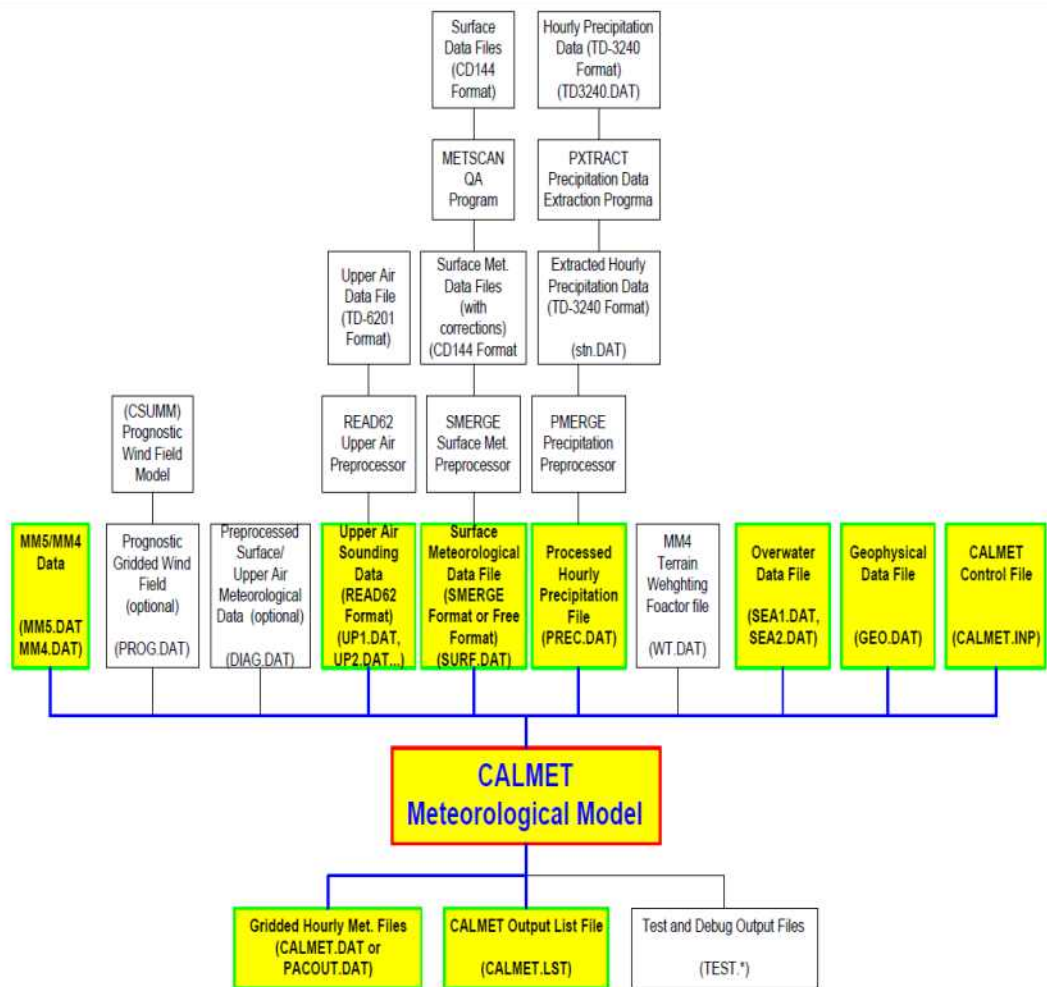 Surface
Data Files
(CD144
Format)
Hourly Precipitation
Data (TD-3240
Format)
(TD3240.DAT)
METSCAN
QA
Program
PXTRACT
Precipitation Data
Extraction Progrma
Upper Air
Data File
(TD-6201
Format)
Surface Met.
Data Files
(with
corrections)
(CD144 Format
Extracted Hourly
Precipitation Data
(TD-3240 Format)
(stn.DAT)
(CSUMM)
Prognostic
Wind Field
Model
READ62
Upper Air
Preprocessor
SMERGE
Surface Met.
Preprocessor
PMERGE
Precipitation
Preprocessor
MM5/MM4
Data
(MM5.DAT
MM4.DAT)
Prognostic
Gridded Wind
Field
(optional)
(PROG.DAT)
Preprocessed
Surface/
Upper Air
Meteorological
Data (optional)
(DIAG.DAT)
Upper Air
Sounding
Data
(READ62
Format)
(UP1.DAT,
UP2.DAT...)
Surface
Meteorological
Data File
(SMERGE
Format or Free
Format)
(SURF.DAT)
Processed
Hourly
Precipitation
File
(PREC.DAT)
MM4
Terrain
Wehghting
Foactor file
(WT.DAT)
Overwater
Data File
(SEA1.DAT,
SEA2.DAT)
Geophysical
Data File
(GEO.DAT)
CALMET
Control File
(CALMET.INP)
CALMET
Meteorological Model
Gridded Hourly Met. Files
(CALMET.DAT or
PACOUT.DAT)
CALMET Output List File
(CALMET.LST)
Test and Debug Output Files
(TEST.*)